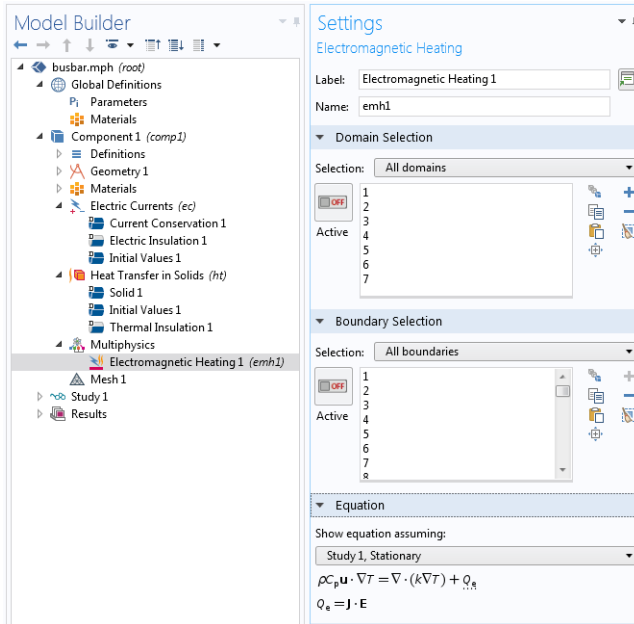 Model Builder
busbar.mph (root)
Global Definitions
Pi Parameters
Materials
Component 1 (comp1)
Definitions
Geometry 1
Materials
Electric Currents (ec)
Current Conservation 1
Electric Insulation 1
Initial Values 1
Heat Transfer in Solids (ht)
Solid 1
Initial Values 1
Thermal Insulation 1
Multiphysics
Electromagnetic Heating 1 (emh1)
Mesh 1
Study 1
Results
Settings
Electromagnetic Heating
Label: Electromagnetic Heating 1
Name: emh1
Domain Selection
Selection: All domains
OFF
Active
1
2
3
4
5
6
7
Boundary Selection
Selection: All boundaries
OFF
Active
1
2
3
4
5
6
7
8
Equation
Show equation assuming:
Study 1, Stationary
ρCₚu · ∇T = ∇ · (k∇T) + Qₑ
Qₑ = J · E